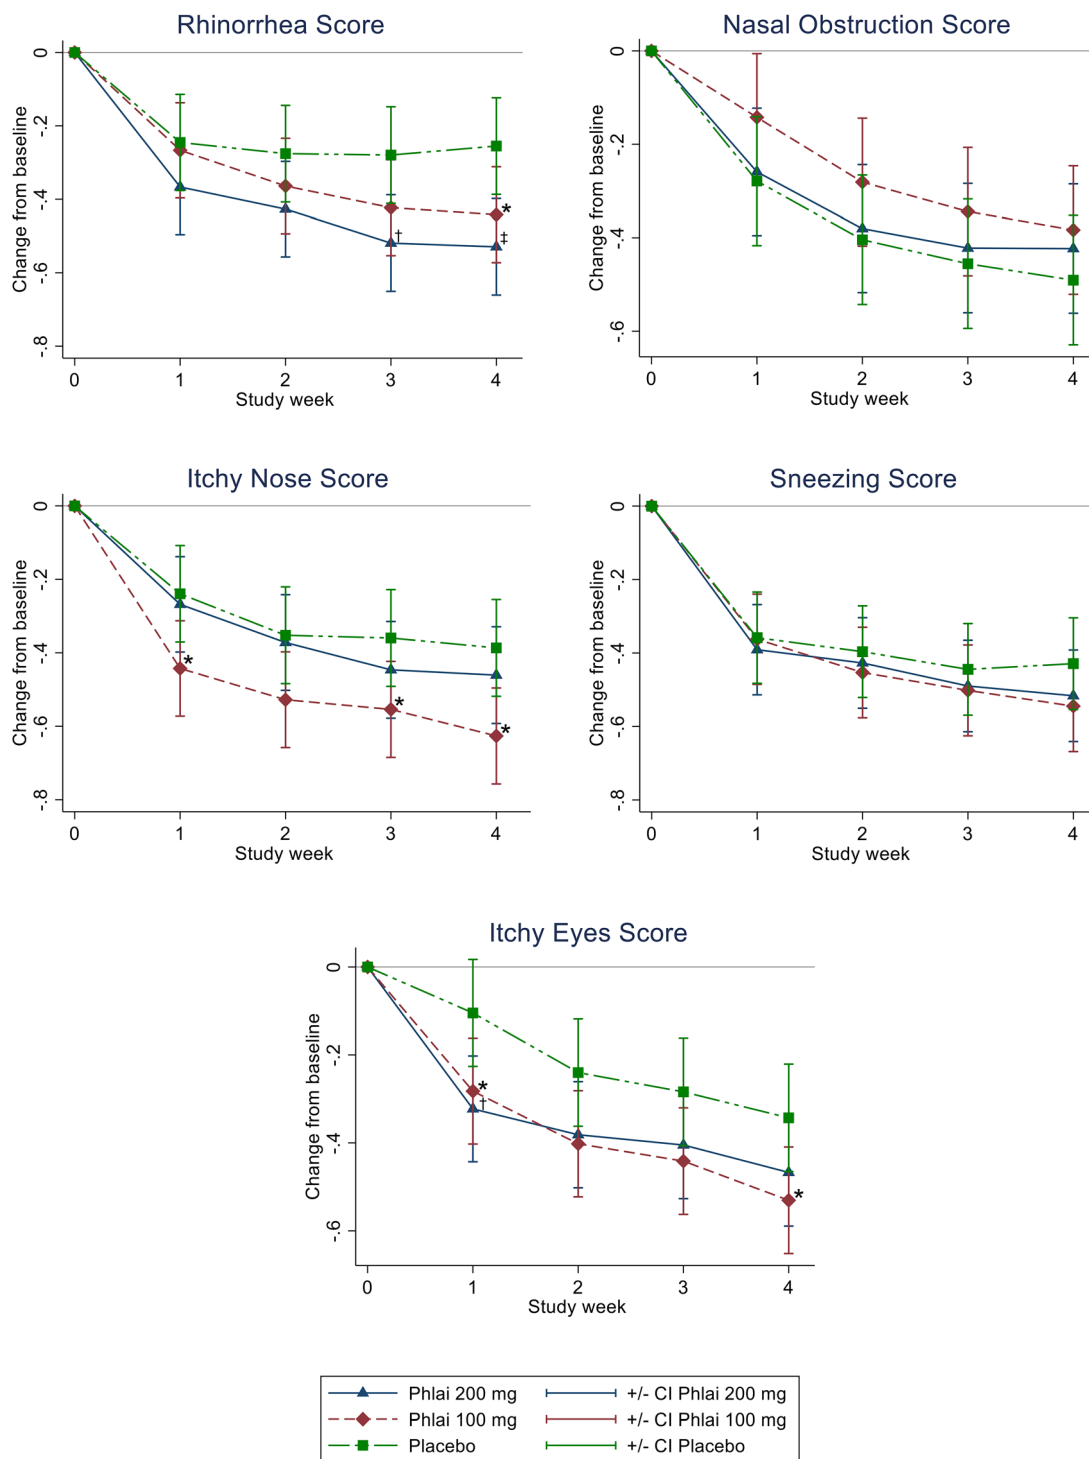 Rhinorrhea Score
0
-.2
-.4
-.6
-.8
Change from baseline
*
†
‡
0 1 2 3 4
Study week
Nasal Obstruction Score
0
-.2
-.4
-.6
Change from baseline
0 1 2 3 4
Study week
Itchy Nose Score
0
-.2
-.4
-.6
-.8
Change from baseline
*
*
*
0 1 2 3 4
Study week
Sneezing Score
0
-.2
-.4
-.6
-.8
Change from baseline
0 1 2 3 4
Study week
Itchy Eyes Score
0
-.2
-.4
-.6
Change from baseline
*
†
*
0 1 2 3 4
Study week
Phlai 200 mg +/- CI Phlai 200 mg
Phlai 100 mg +/- CI Phlai 100 mg
Placebo +/- CI Placebo